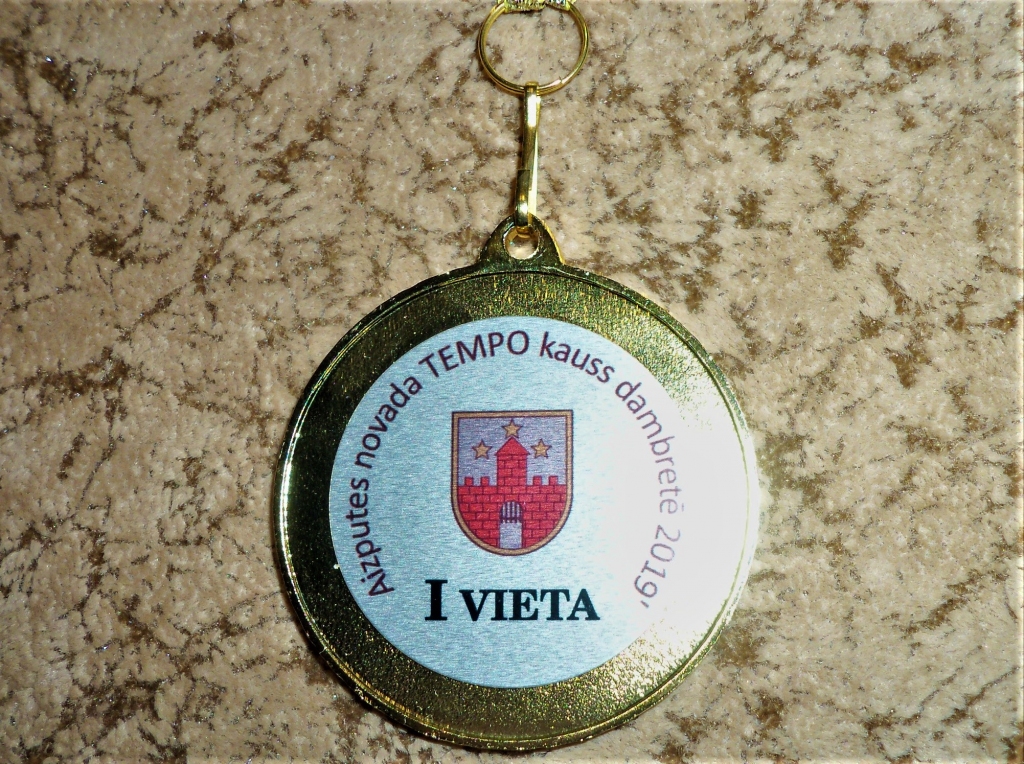 Aizputes novada TEMPO kauss dambretē 2019'
I VIETA